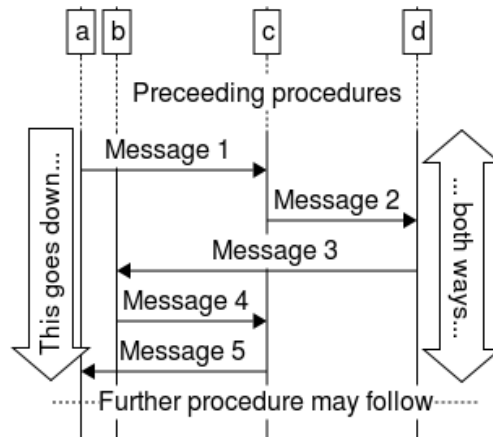 a b c d
Preceeding procedures
Message 1
Message 2
Message 3
Message 4
Message 5
This goes down...
... both ways...
Further procedure may follow